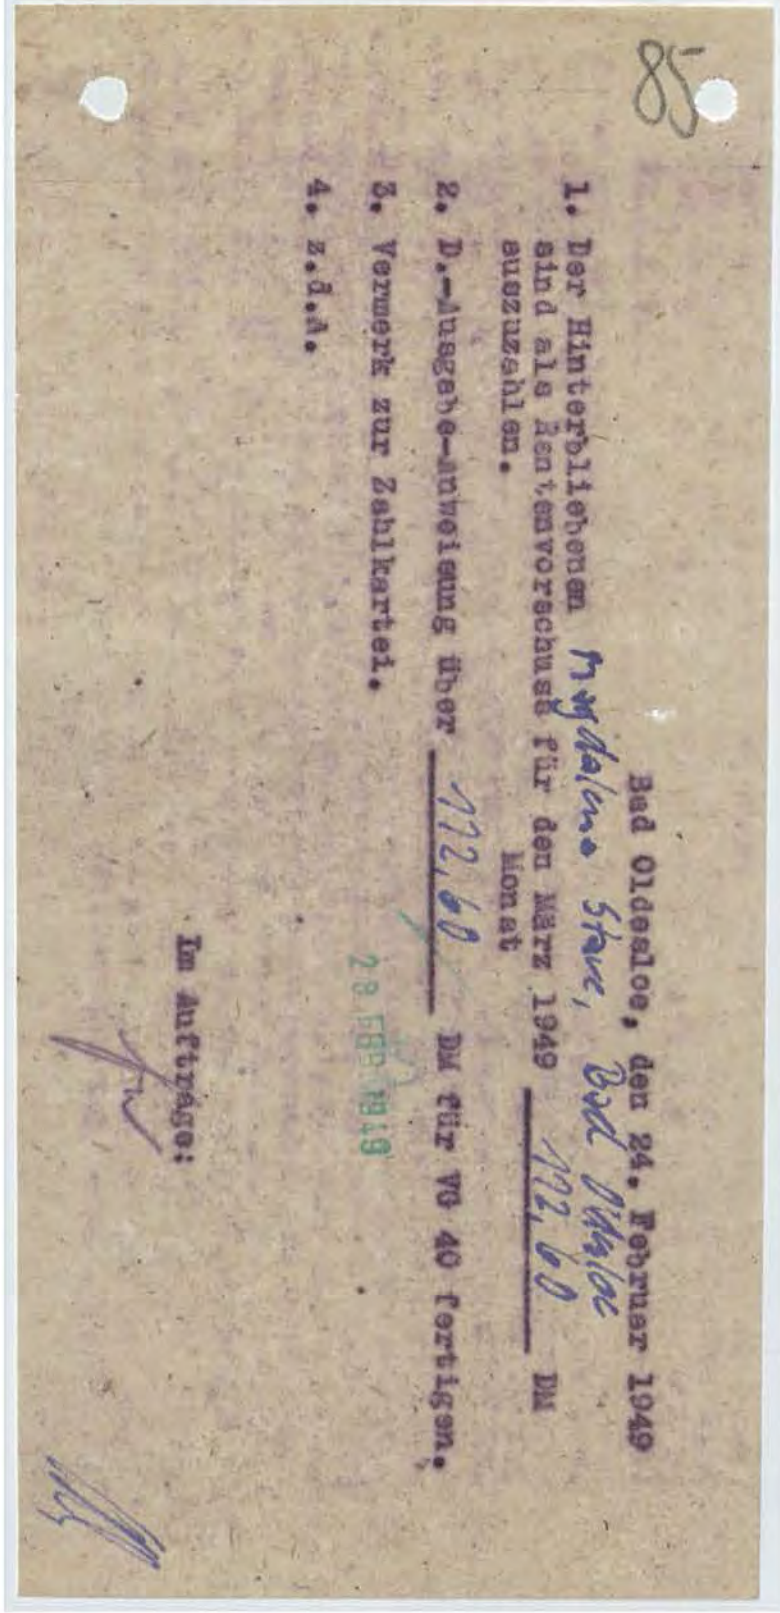 85
Bad Oldesloe, den 24. Februar 1949
1. Der Hinterbliebenen Magdalena Stave, Bad Oldesloe
sind als Rentenvorschuss für den März 1949 112,60 DM
auszuzahlen. Monat
2. D.-Ausgabe-anweisung über 112,60 DM für VG 40 fertigen.
3. Vermerk zur Zahlkartei.
28 FEB 1949
4. z.d.A.
Im Auftrage: